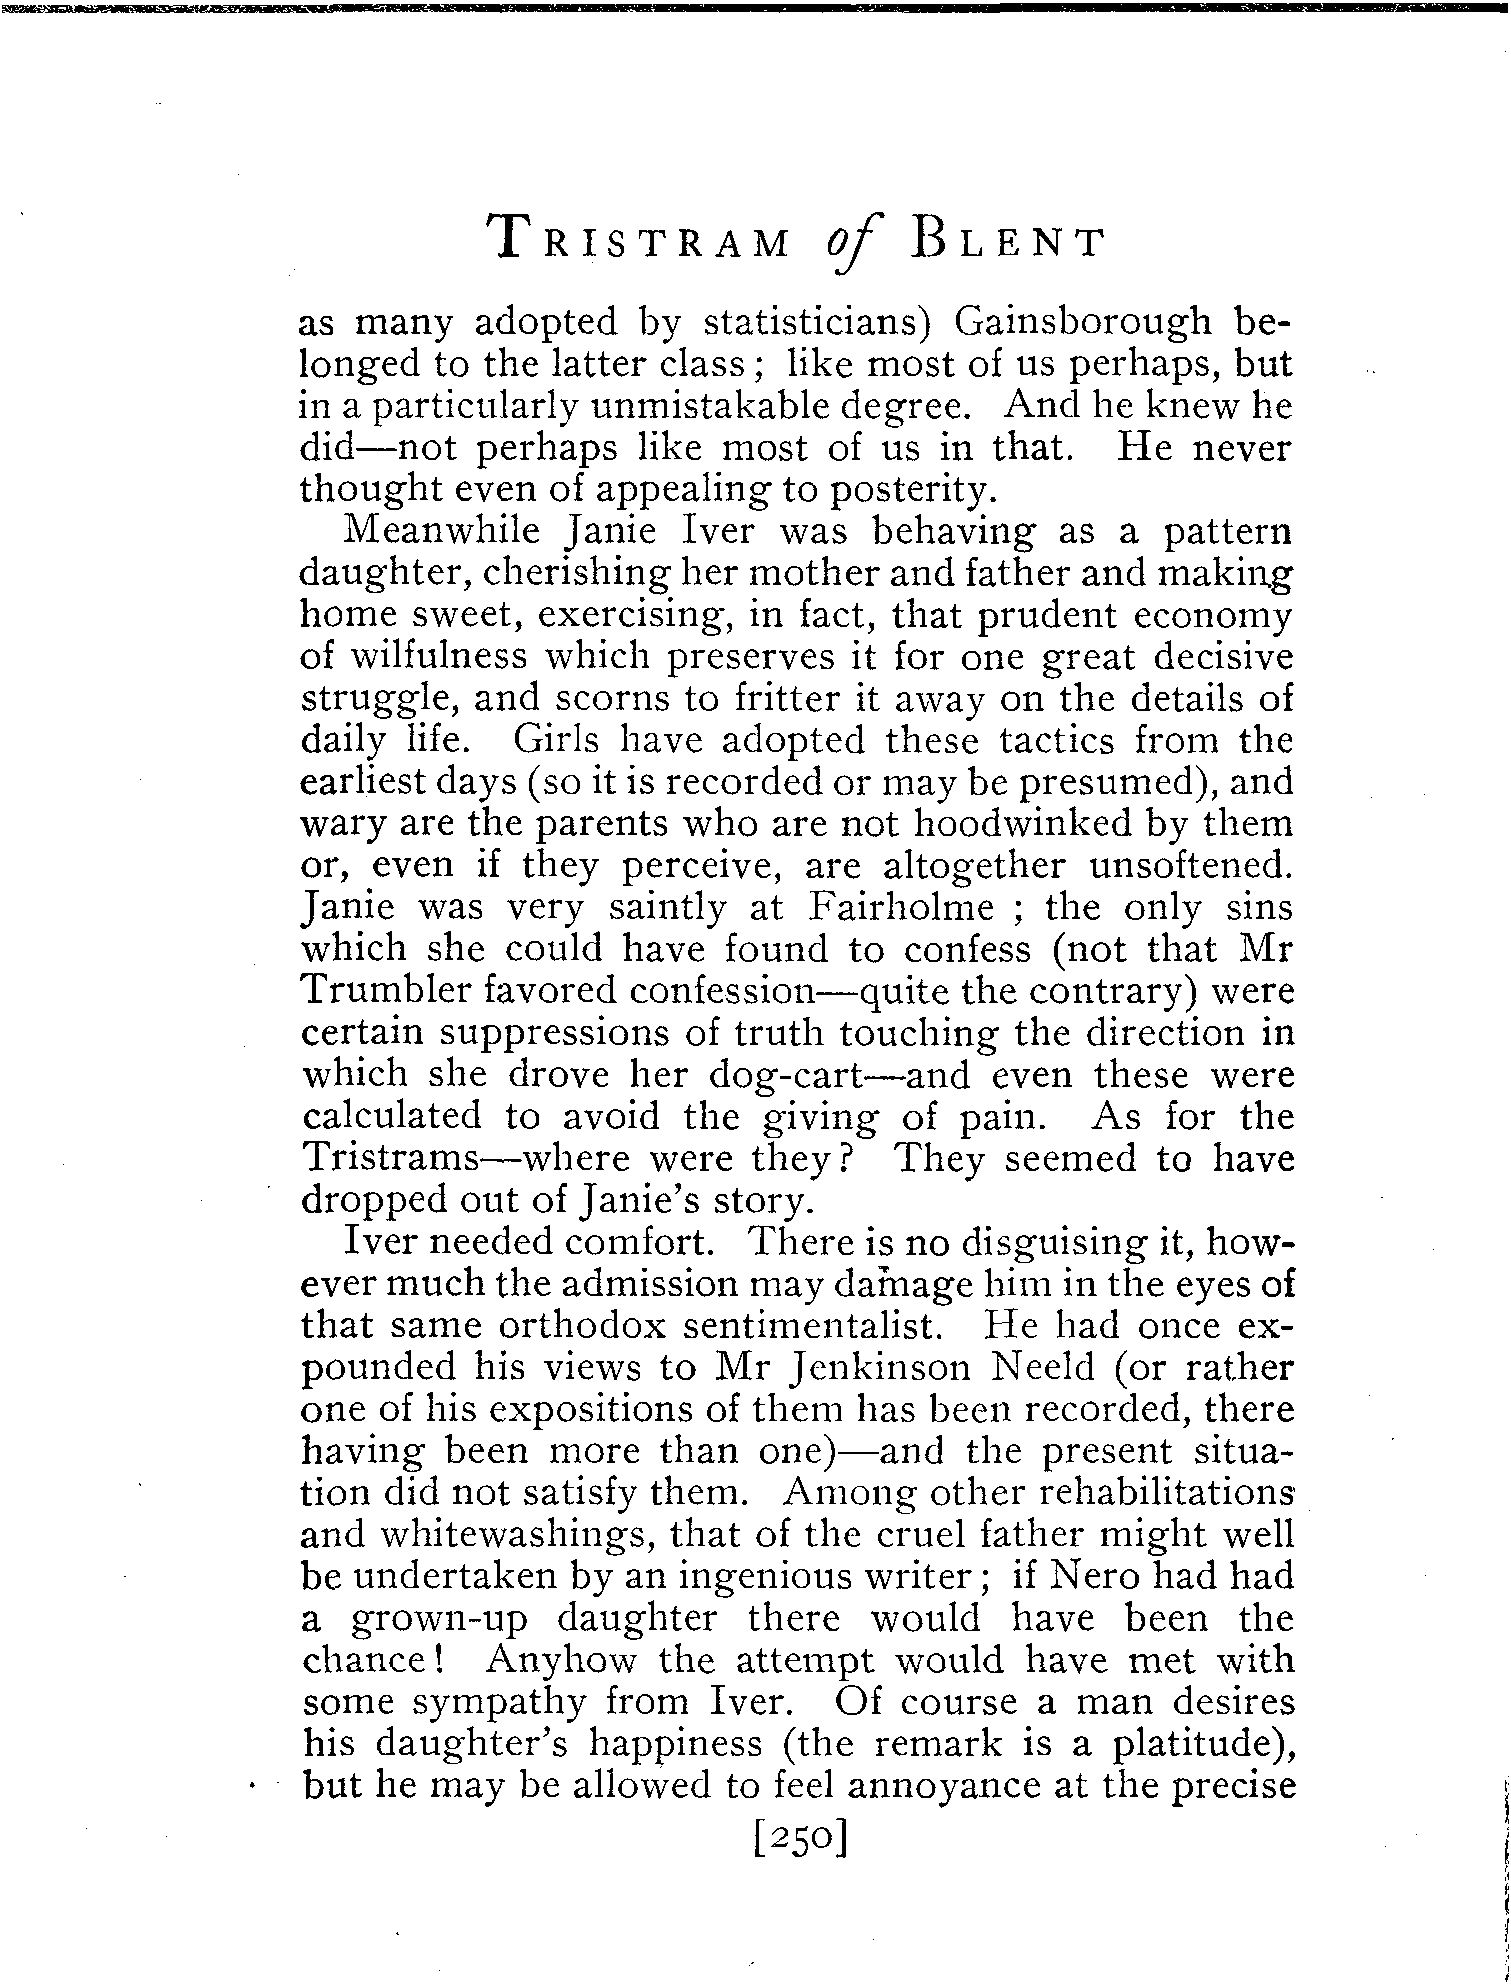 TRISTRAM of BLENT
as many adopted by statisticians) Gainsborough be-
longed to the latter class; like most of us perhaps, but
in a particularly unmistakable degree. And he knew he
did—not perhaps like most of us in that. He never
thought even of appealing to posterity.
Meanwhile Janie Iver was behaving as a pattern
daughter, cherishing her mother and father and making
home sweet, exercising, in fact, that prudent economy
of wilfulness which preserves it for one great decisive
struggle, and scorns to fritter it away on the details of
daily life. Girls have adopted these tactics from the
earliest days (so it is recorded or may be presumed), and
wary are the parents who are not hoodwinked by them
or, even if they perceive, are altogether unsoftened.
Janie was very saintly at Fairholme ; the only sins
which she could have found to confess (not that Mr
Trumbler favored confession—quite the contrary) were
certain suppressions of truth touching the direction in
which she drove her dog-cart—and even these were
calculated to avoid the giving of pain. As for the
Tristrams—where were they? They seemed to have
dropped out of Janie's story.
Iver needed comfort. There is no disguising it, how-
ever much the admission may damage him in the eyes of
that same orthodox sentimentalist. He had once ex-
pounded his views to Mr Jenkinson Neeld (or rather
one of his expositions of them has been recorded, there
having been more than one)—and the present situa-
tion did not satisfy them. Among other rehabilitations
and whitewashings, that of the cruel father might well
be undertaken by an ingenious writer; if Nero had had
a grown-up daughter there would have been the
chance! Anyhow the attempt would have met with
some sympathy from Iver. Of course a man desires
his daughter's happiness (the remark is a platitude),
but he may be allowed to feel annoyance at the precise
[250]